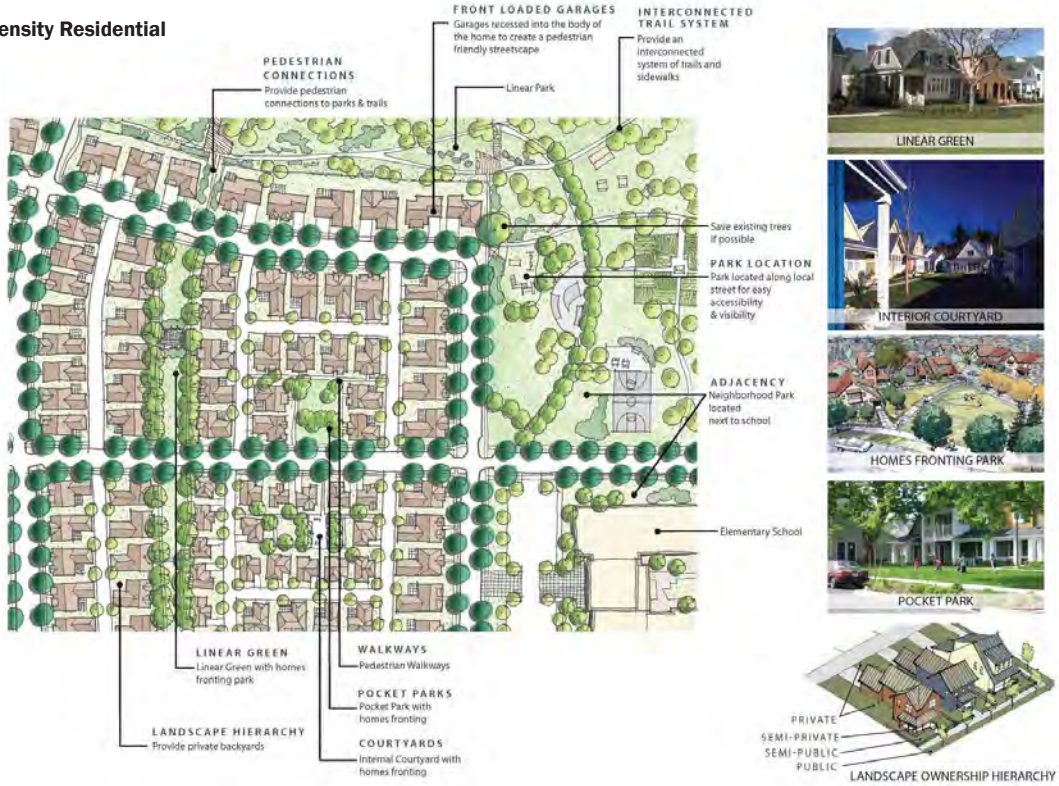 ensity Residential
FRONT LOADED GARAGES
Garages recessed into the body of
the home to create a pedestrian
friendly streetscape
INTERCONNECTED
TRAIL SYSTEM
Provide an
interconnected
system of trails and
sidewalks
PEDESTRIAN
CONNECTIONS
Provide pedestrian
connections to parks & trails
Linear Park
Save existing trees
if possible
PARK LOCATION
Park located along local
street for easy
accessibility
& visibility
ADJACENCY
Neighborhood Park
located
next to school
Elementary School
LINEAR GREEN
Linear Green with homes
fronting park
WALKWAYS
Pedestrian Walkways
POCKET PARKS
Pocket Park with
homes fronting
LANDSCAPE HIERARCHY
Provide private backyards
COURTYARDS
Internal Courtyard with
homes fronting
LINEAR GREEN
INTERIOR COURTYARD
HOMES FRONTING PARK
POCKET PARK
PRIVATE
SEMI-PRIVATE
SEMI-PUBLIC
PUBLIC
LANDSCAPE OWNERSHIP HIERARCHY